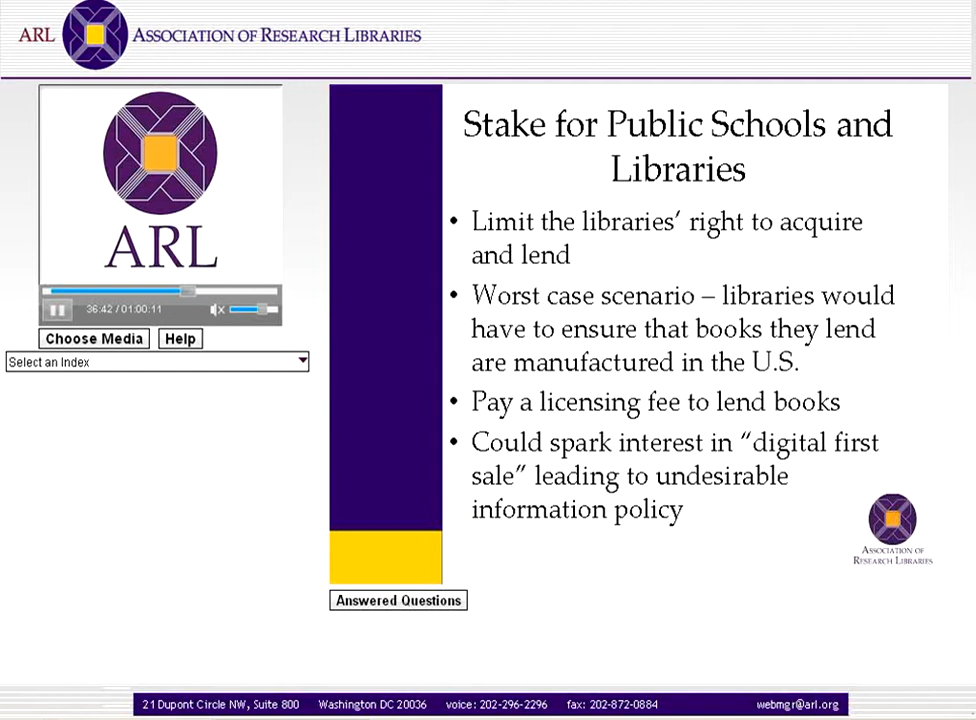 ARL ASSOCIATION OF RESEARCH LIBRARIES
ARL
36:42 / 01:00:11
Choose Media Help
Select an Index
Stake for Public Schools and
Libraries
• Limit the libraries’ right to acquire
and lend
• Worst case scenario – libraries would
have to ensure that books they lend
are manufactured in the U.S.
• Pay a licensing fee to lend books
• Could spark interest in “digital first
sale” leading to undesirable
information policy
ASSOCIATION OF
RESEARCH LIBRARIES
Answered Questions
21 Dupont Circle NW, Suite 800 Washington DC 20036 voice: 202-296-2296 fax: 202-872-0884 webmgr@arl.org